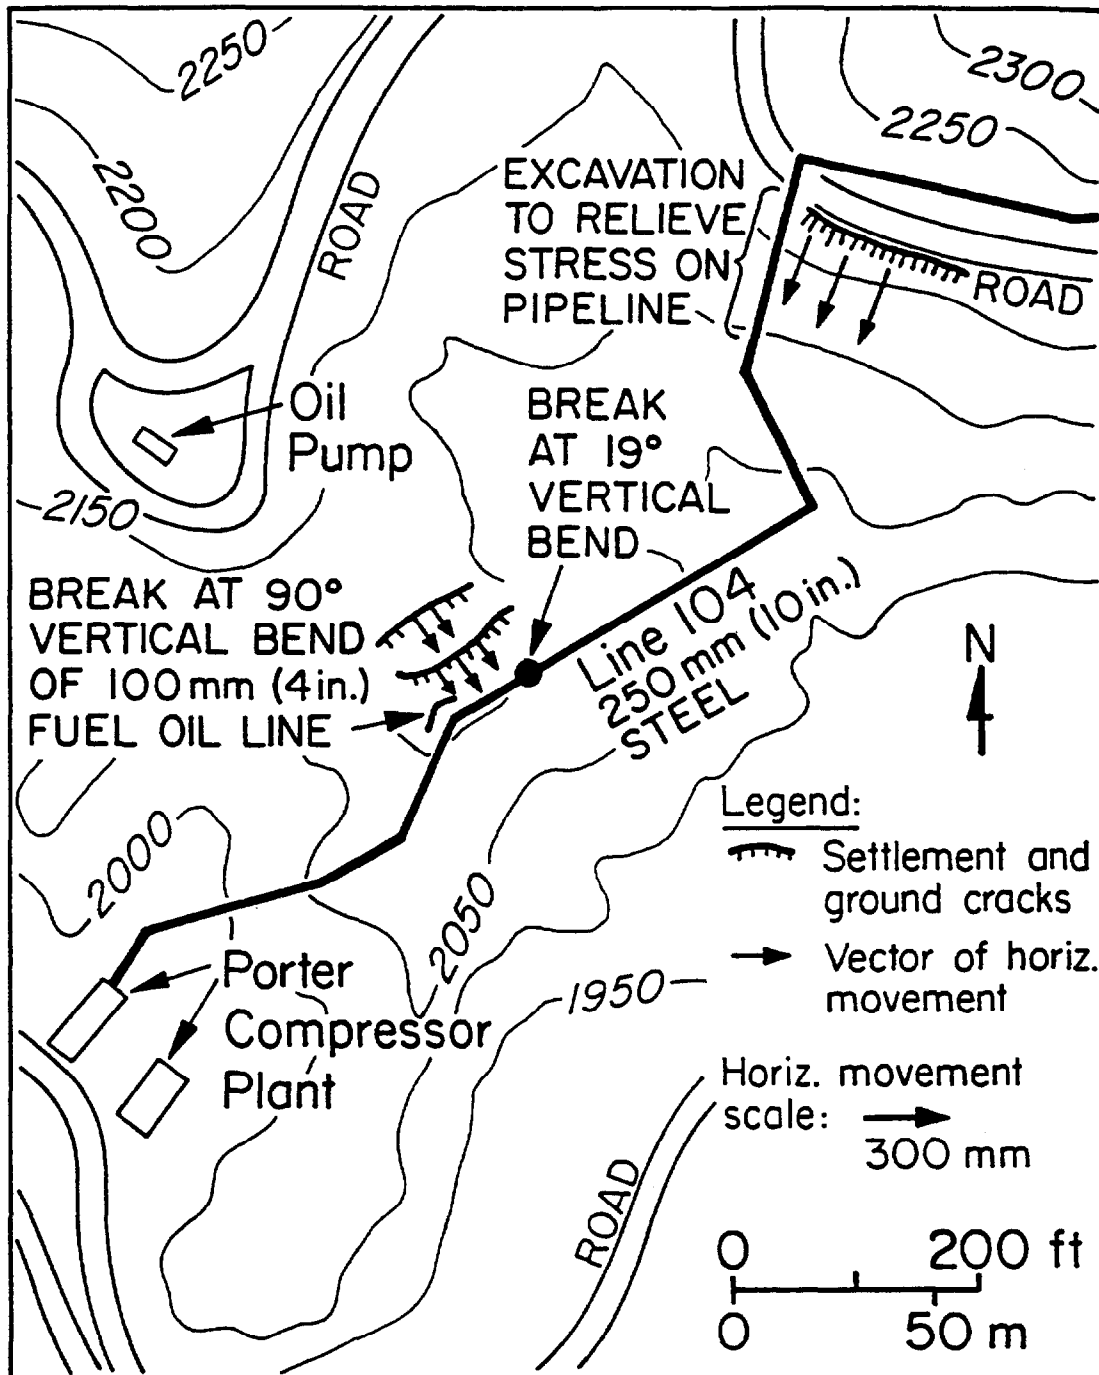 2250
2300
2250
2200
ROAD
EXCAVATION
TO RELIEVE
STRESS ON
PIPELINE
ROAD
Oil
Pump
BREAK
AT 19°
VERTICAL
BEND
2150
BREAK AT 90°
VERTICAL BEND
OF 100 mm (4 in.)
FUEL OIL LINE
Line 104
250 mm (10 in.)
STEEL
N
Legend:
Settlement and
ground cracks
Vector of horiz.
movement
2000
2050
1950
Porter
Compressor
Plant
Horiz. movement
scale:
300 mm
ROAD
0 200 ft
0 50 m